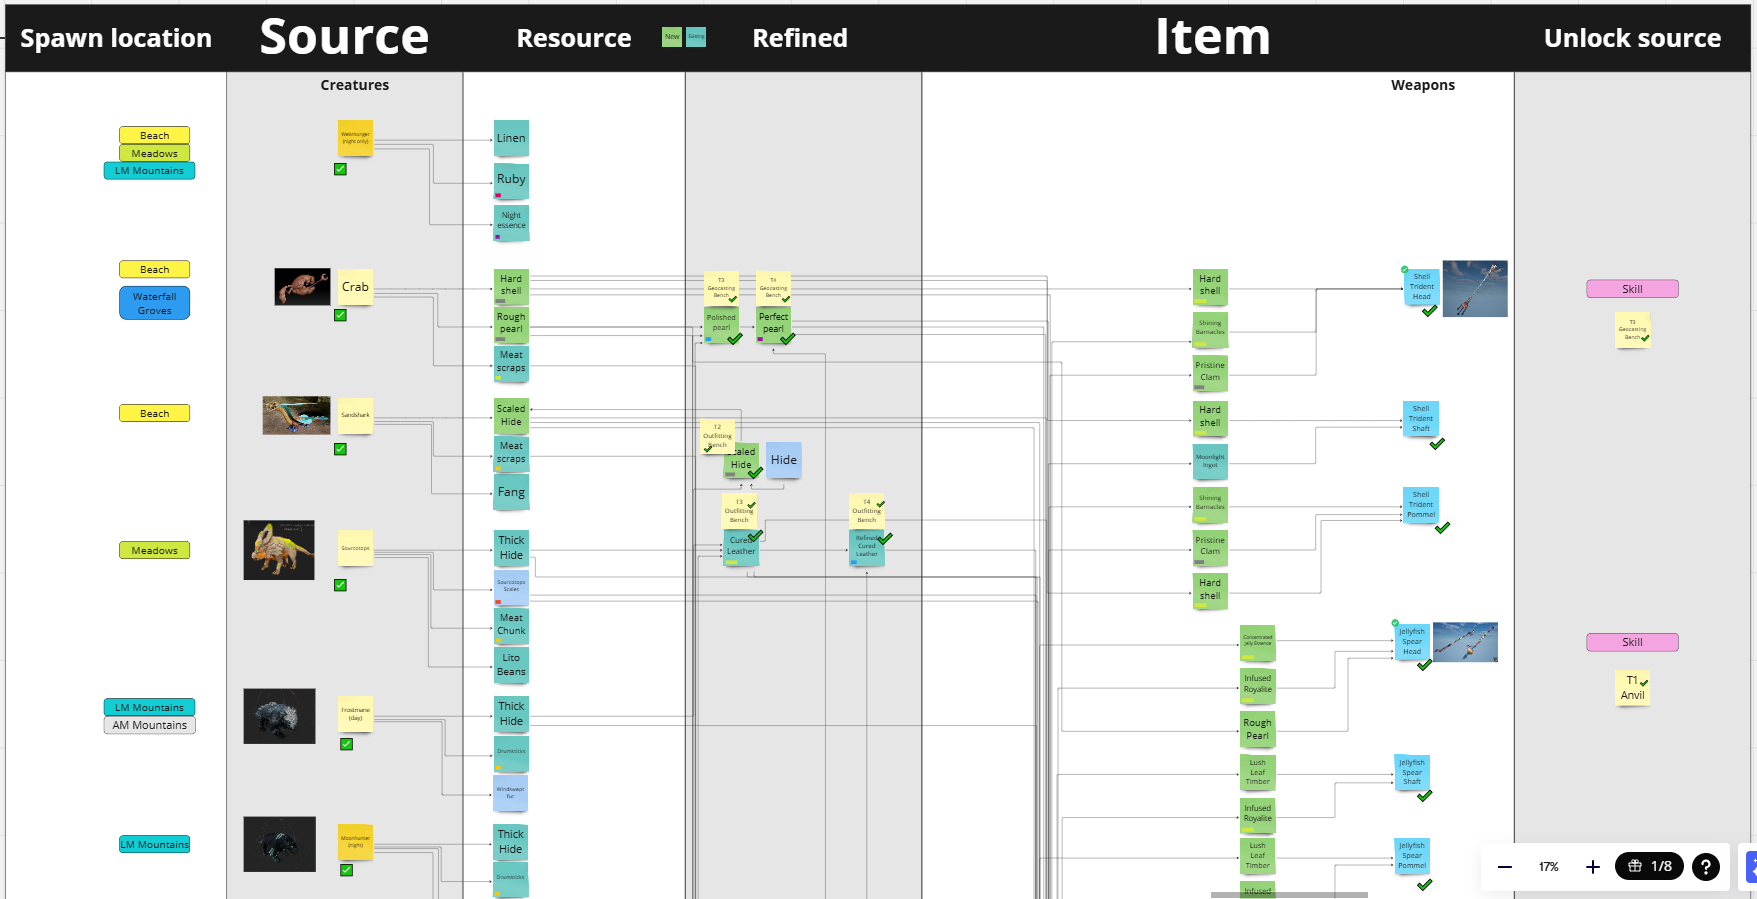 Spawn location
Source
Resource
New
Existing
Refined
Item
Unlock source
Creatures
Weapons
Beach
Meadows
LM Mountains
Webmonger
(night only)
Linen
Ruby
Night
essence
Beach
Waterfall
Groves
Crab
Hard
shell
Rough
pearl
Meat
scraps
T3
Geocasting
Bench
T4
Geocasting
Bench
Polished
pearl
Perfect
pearl
Hard
shell
Shining
Barnacles
Pristine
Clam
Shell
Trident
Head
Skill
T3
Geocasting
Bench
Beach
Sandshark
Scaled
Hide
Meat
scraps
Fang
T2
Outfitting
Bench
Scaled
Hide
Hide
Hard
shell
Moonlight
Ingot
Shell
Trident
Shaft
Shining
Barnacles
Pristine
Clam
Hard
shell
Shell
Trident
Pommel
Meadows
Sourcotops
Thick
Hide
Sourcotops
Scales
Meat
Chunk
Lito
Beans
T3
Outfitting
Bench
Cured
Leather
T4
Outfitting
Bench
Refined
Cured
Leather
Concentrated
Jelly Essence
Infused
Royalite
Rough
Pearl
Jellyfish
Spear
Head
Skill
T1
Anvil
LM Mountains
AM Mountains
Frostmane
(day)
Thick
Hide
Drumsticks
Windswept
fur
Lush
Leaf
Timber
Infused
Royalite
Jellyfish
Spear
Shaft
LM Mountains
Moonhunter
(night)
Thick
Hide
Drumsticks
Lush
Leaf
Timber
Infused
Jellyfish
Spear
Pommel
17%
1/8
?